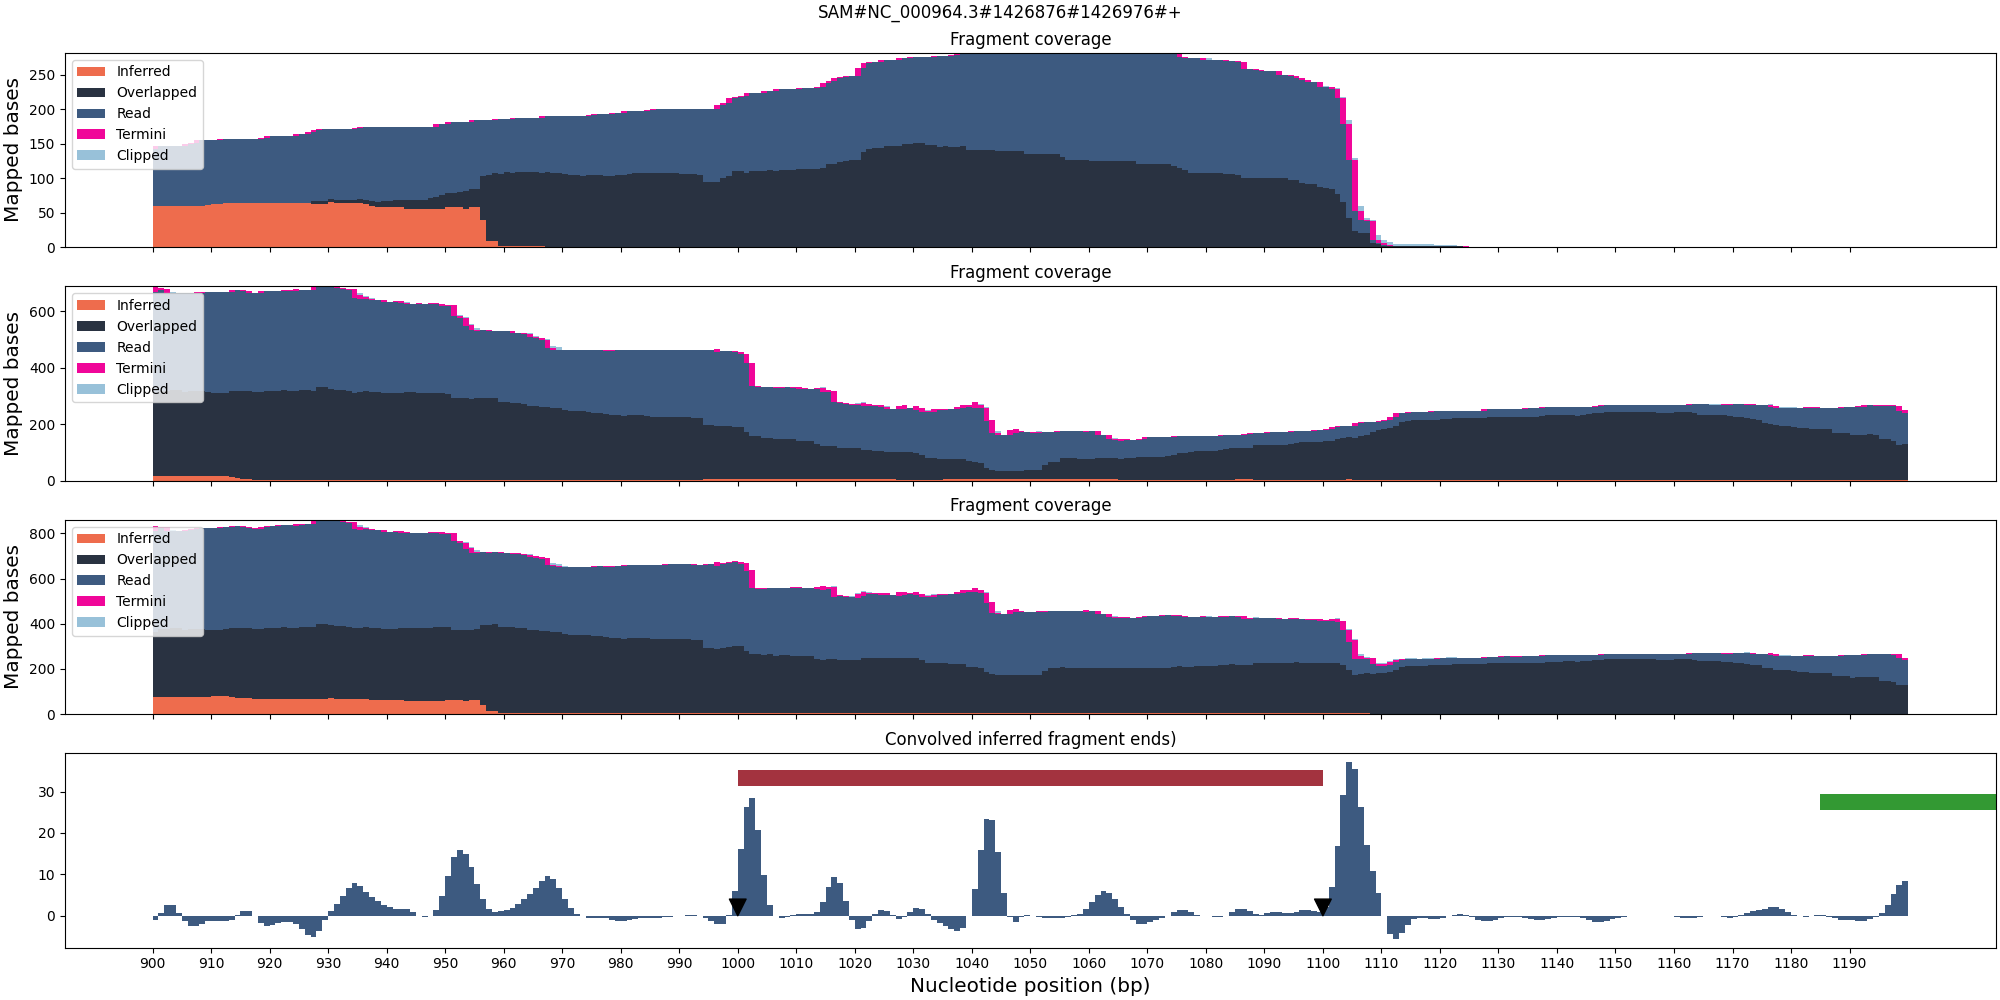 SAM#NC_000964.3#1426876#1426976#+
Fragment coverage
Mapped bases
250
200
150
100
50
0
Inferred
Overlapped
Read
Termini
Clipped
Fragment coverage
Mapped bases
600
400
200
0
Inferred
Overlapped
Read
Termini
Clipped
Fragment coverage
Mapped bases
800
600
400
200
0
Inferred
Overlapped
Read
Termini
Clipped
Convolved inferred fragment ends)
30
20
10
0
900 910 920 930 940 950 960 970 980 990 1000 1010 1020 1030 1040 1050 1060 1070 1080 1090 1100 1110 1120 1130 1140 1150 1160 1170 1180 1190
Nucleotide position (bp)